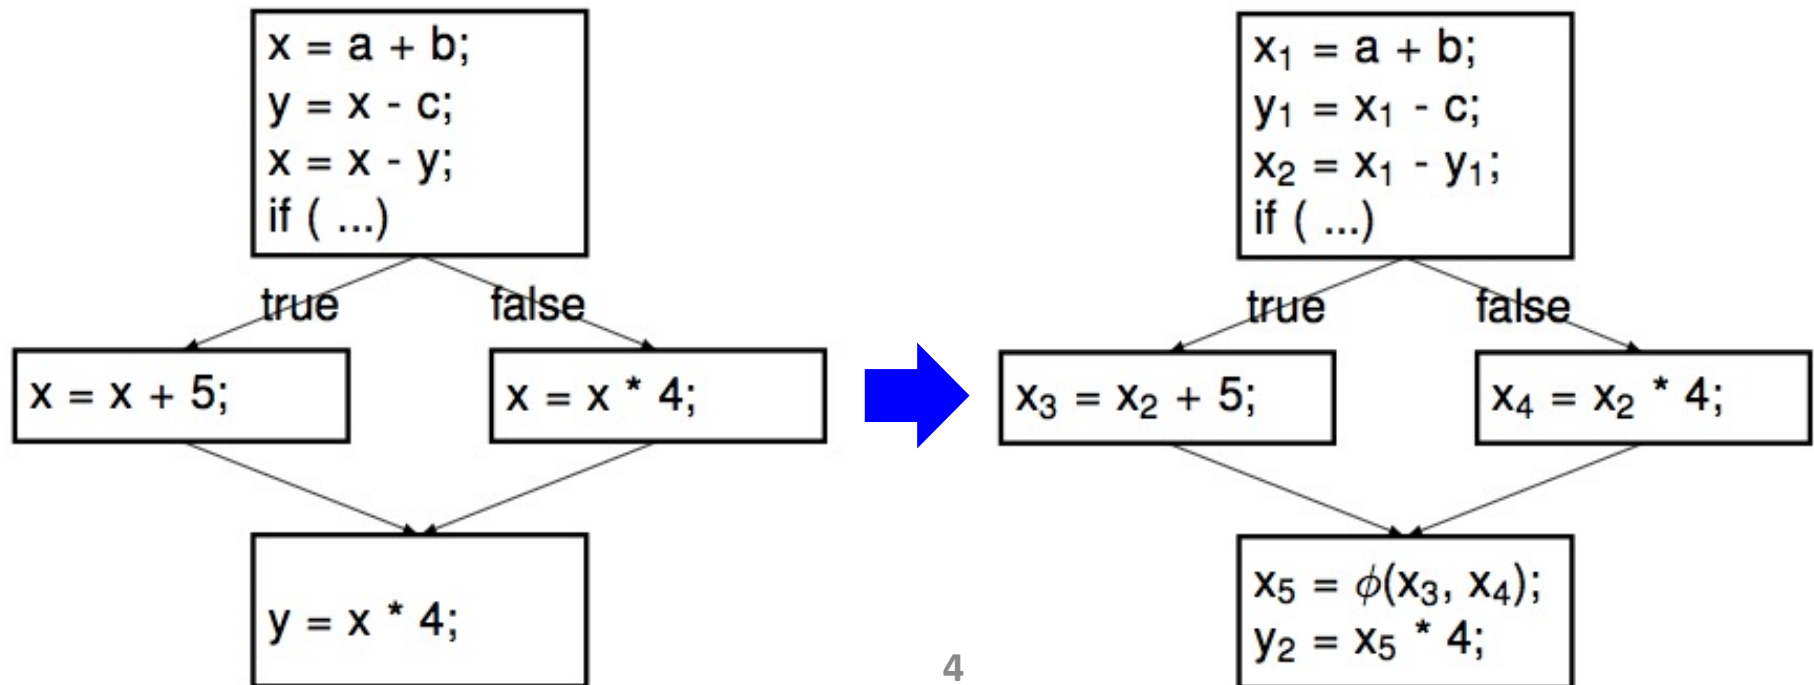 x = a + b;
y = x - c;
x = x - y;
if ( ...)
true
false
x = x + 5;
x = x * 4;
y = x * 4;
x₁ = a + b;
y₁ = x₁ - c;
x₂ = x₁ - y₁;
if ( ...)
true
false
x₃ = x₂ + 5;
x₄ = x₂ * 4;
x₅ = ϕ(x₃, x₄);
y₂ = x₅ * 4;
4